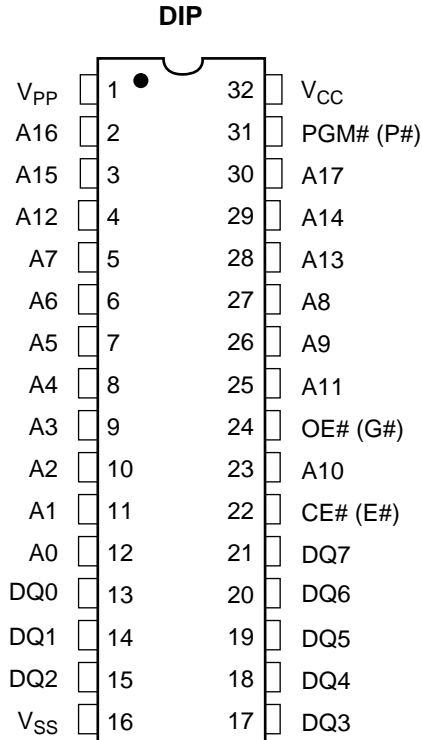 DIP
VPP 1 32 VCC
A16 2 31 PGM# (P#)
A15 3 30 A17
A12 4 29 A14
A7 5 28 A13
A6 6 27 A8
A5 7 26 A9
A4 8 25 A11
A3 9 24 OE# (G#)
A2 10 23 A10
A1 11 22 CE# (E#)
A0 12 21 DQ7
DQ0 13 20 DQ6
DQ1 14 19 DQ5
DQ2 15 18 DQ4
VSS 16 17 DQ3